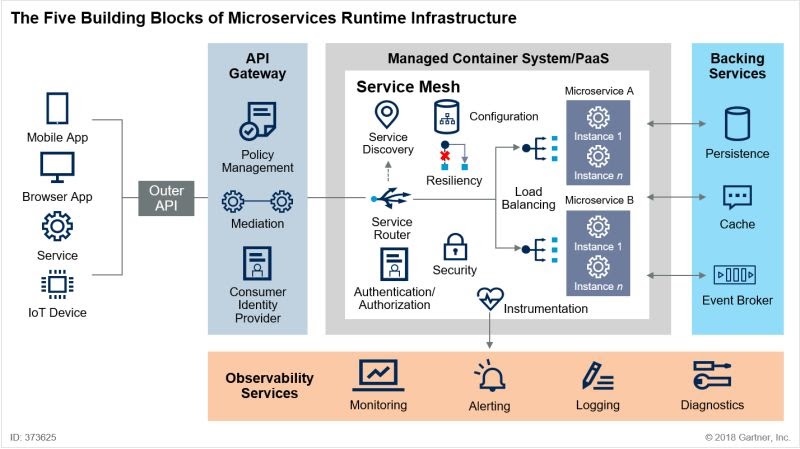 The Five Building Blocks of Microservices Runtime Infrastructure
Mobile App
Browser App
Service
IoT Device
Outer
API
API
Gateway
Policy
Management
Mediation
Consumer
Identity
Provider
Managed Container System/PaaS
Service Mesh
Service
Discovery
Configuration
Resiliency
Service
Router
Load
Balancing
Authentication/
Authorization
Security
Instrumentation
Microservice A
Instance 1
Instance n
Microservice B
Instance 1
Instance n
Backing
Services
Persistence
Cache
Event Broker
Observability
Services
Monitoring
Alerting
Logging
Diagnostics
ID: 373625
© 2018 Gartner, Inc.